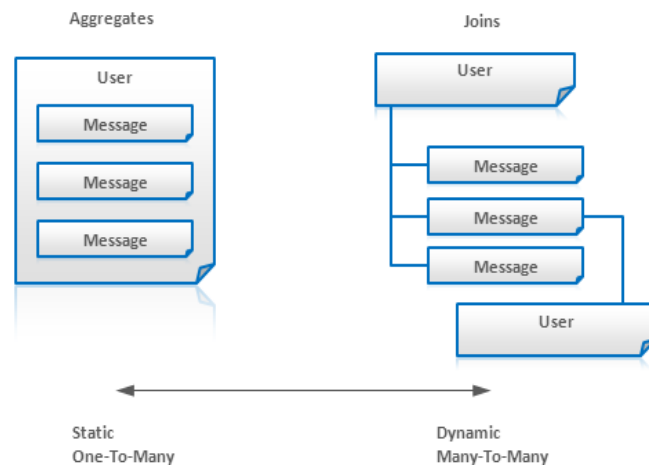 Aggregates
User
Message
Message
Message
Static
One-To-Many
Joins
User
Message
Message
Message
User
Dynamic
Many-To-Many